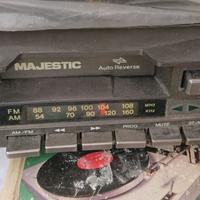 MAJESTIC
Auto Reverse
FM 88 92 96 100 104 108 MHz
AM 54 70 90 120 160 KHz
AM/FM PROG MUTE